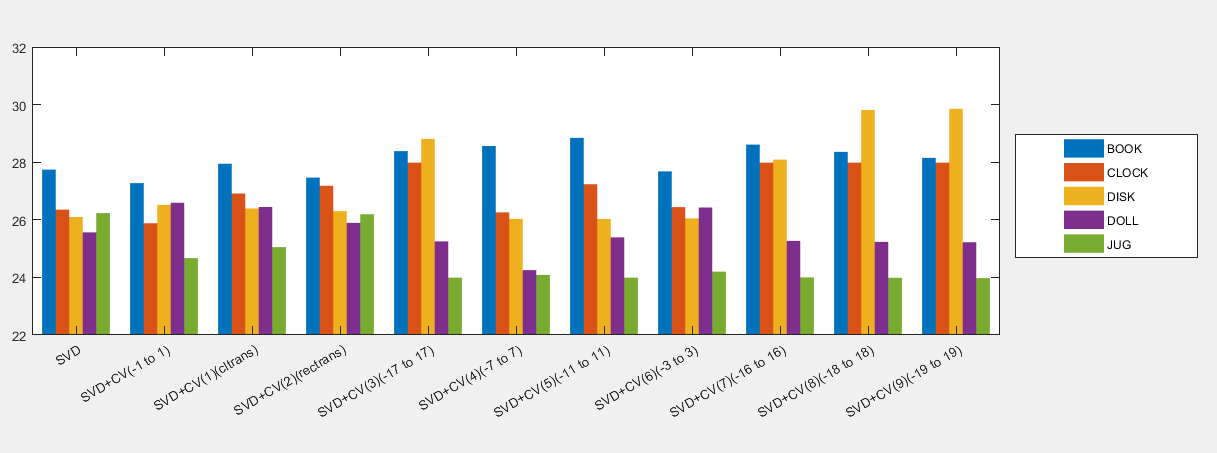 32
30
28
26
24
22
SVD
SVD+CV(-1 to 1)
SVD+CV(1)(cltrans)
SVD+CV(2)(rectrans)
SVD+CV(3)(-17 to 17)
SVD+CV(4)(-7 to 7)
SVD+CV(5)(-11 to 11)
SVD+CV(6)(-3 to 3)
SVD+CV(7)(-16 to 16)
SVD+CV(8)(-18 to 18)
SVD+CV(9)(-19 to 19)
BOOK
CLOCK
DISK
DOLL
JUG